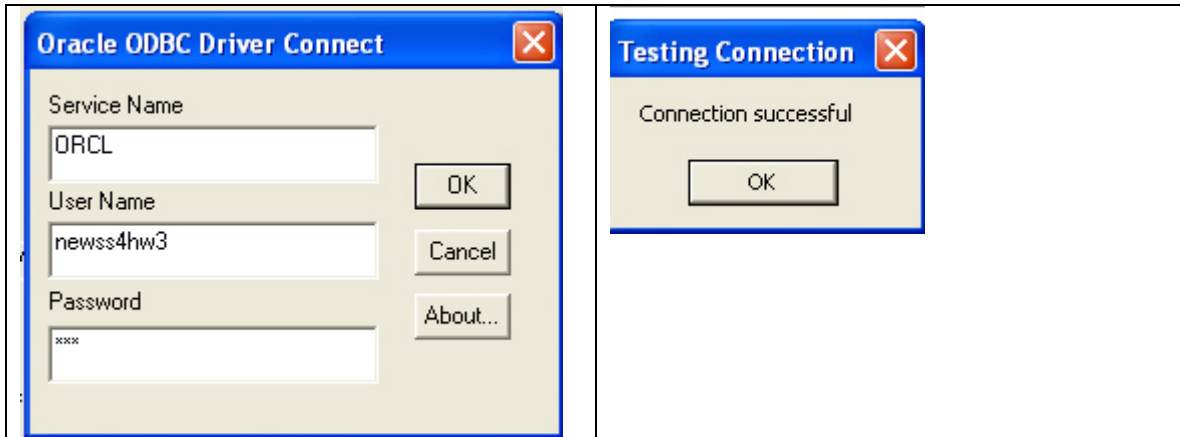 Oracle ODBC Driver Connect
Service Name
ORCL
OK
User Name
newss4hw3
Cancel
Password
About...
***
Testing Connection
Connection successful
OK